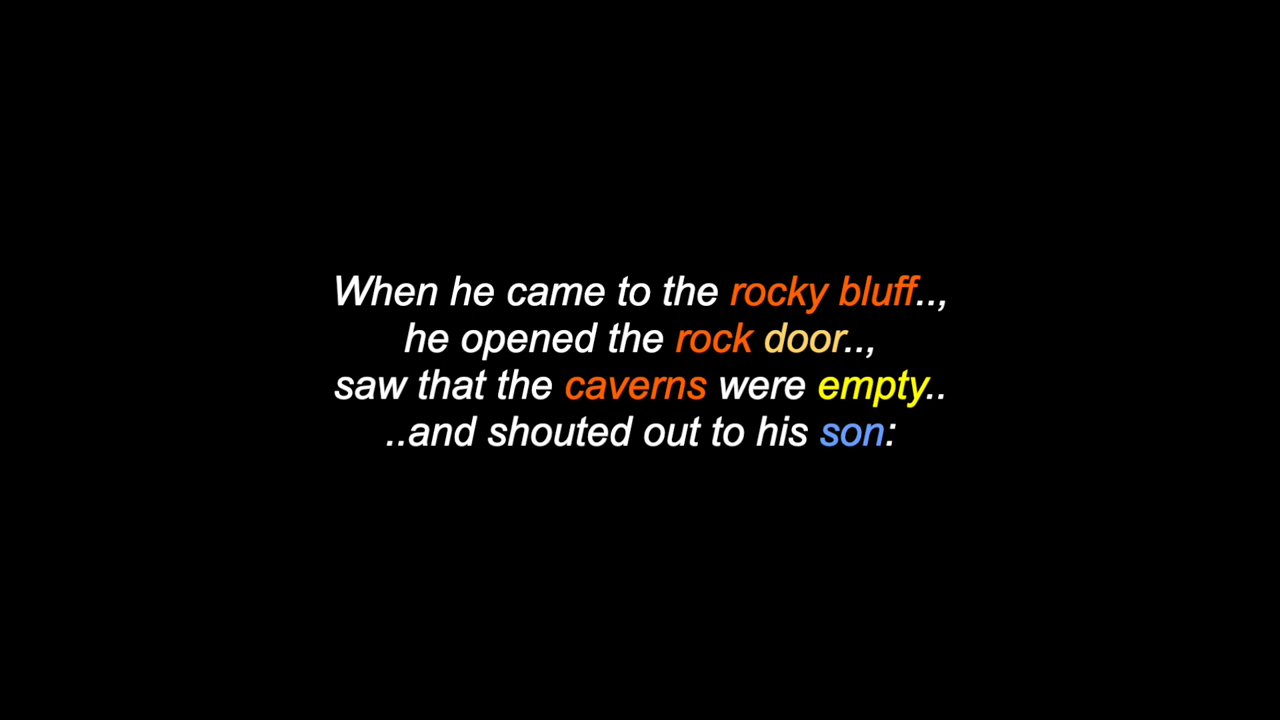 When he came to the rocky bluff..,
he opened the rock door..,
saw that the caverns were empty..
..and shouted out to his son: